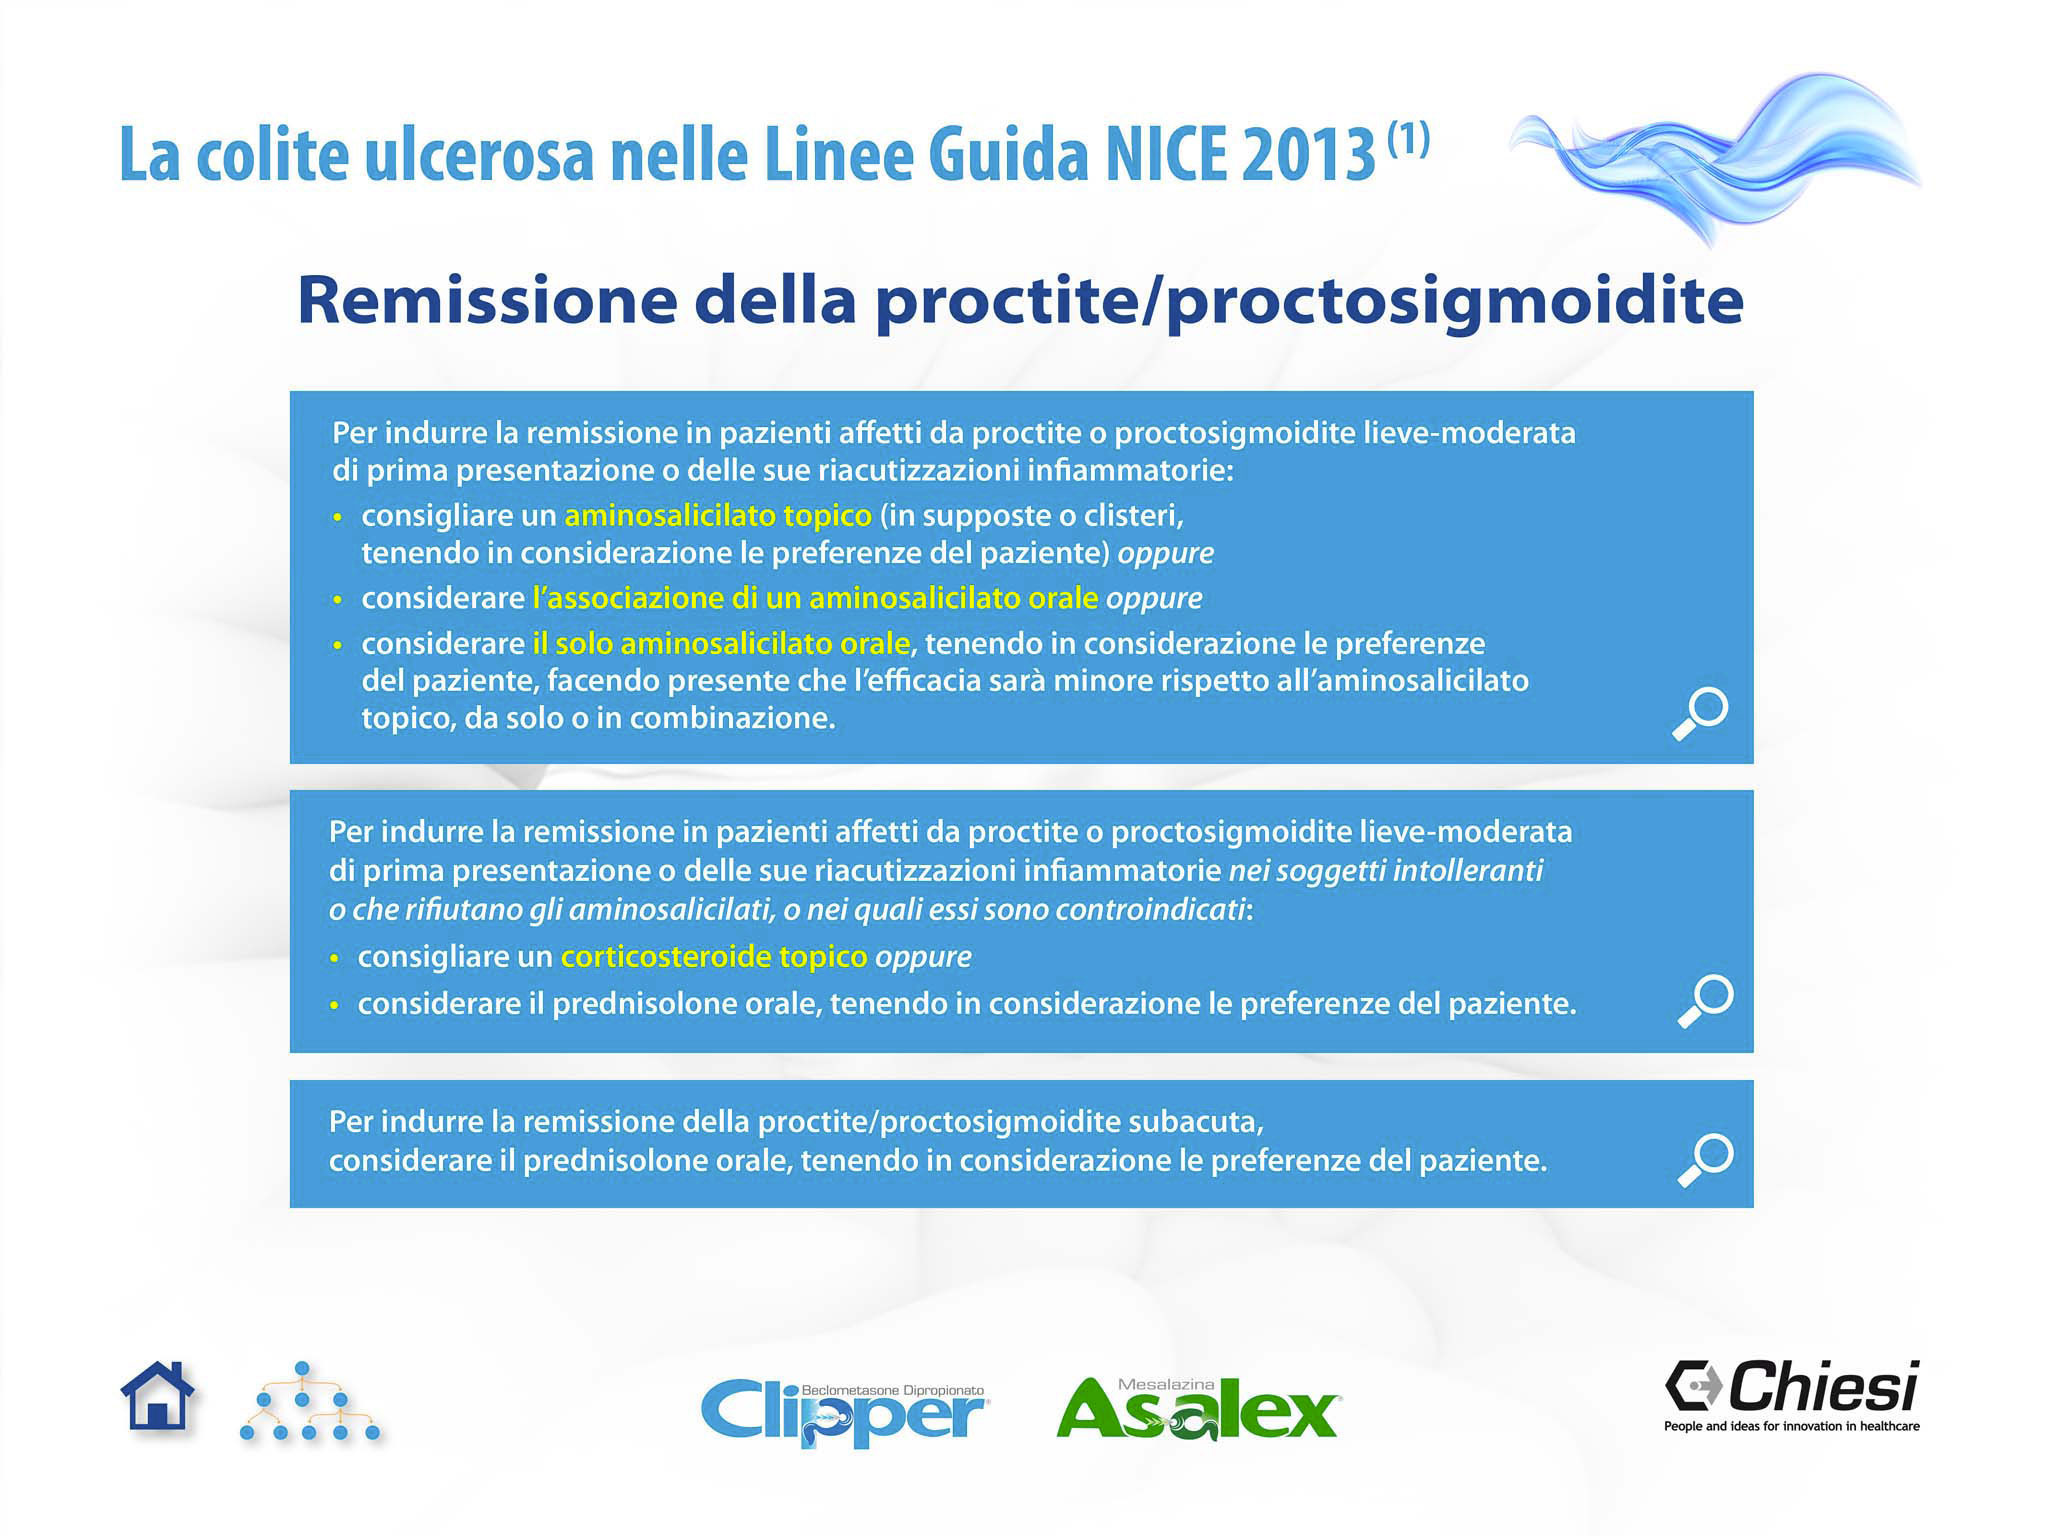 La colite ulcerosa nelle Linee Guida NICE 2013 (1)
Remissione della proctite/proctosigmoidite
Per indurre la remissione in pazienti affetti da proctite o proctosigmoidite lieve-moderata
di prima presentazione o delle sue riacutizzazioni infiammatorie:
• consigliare un aminosalicilato topico (in supposte o clisteri,
tenendo in considerazione le preferenze del paziente) oppure
• considerare l'associazione di un aminosalicilato orale oppure
• considerare il solo aminosalicilato orale, tenendo in considerazione le preferenze
del paziente, facendo presente che l'efficacia sarà minore rispetto all'aminosalicilato
topico, da solo o in combinazione.
Per indurre la remissione in pazienti affetti da proctite o proctosigmoidite lieve-moderata
di prima presentazione o delle sue riacutizzazioni infiammatorie nei soggetti intolleranti
o che rifiutano gli aminosalicilati, o nei quali essi sono controindicati:
• consigliare un corticosteroide topico oppure
• considerare il prednisolone orale, tenendo in considerazione le preferenze del paziente.
Per indurre la remissione della proctite/proctosigmoidite subacuta,
considerare il prednisolone orale, tenendo in considerazione le preferenze del paziente.
Beclometasone Dipropionato
Clipper®
Mesalazina
Asalex®
Chiesi
People and ideas for innovation in healthcare